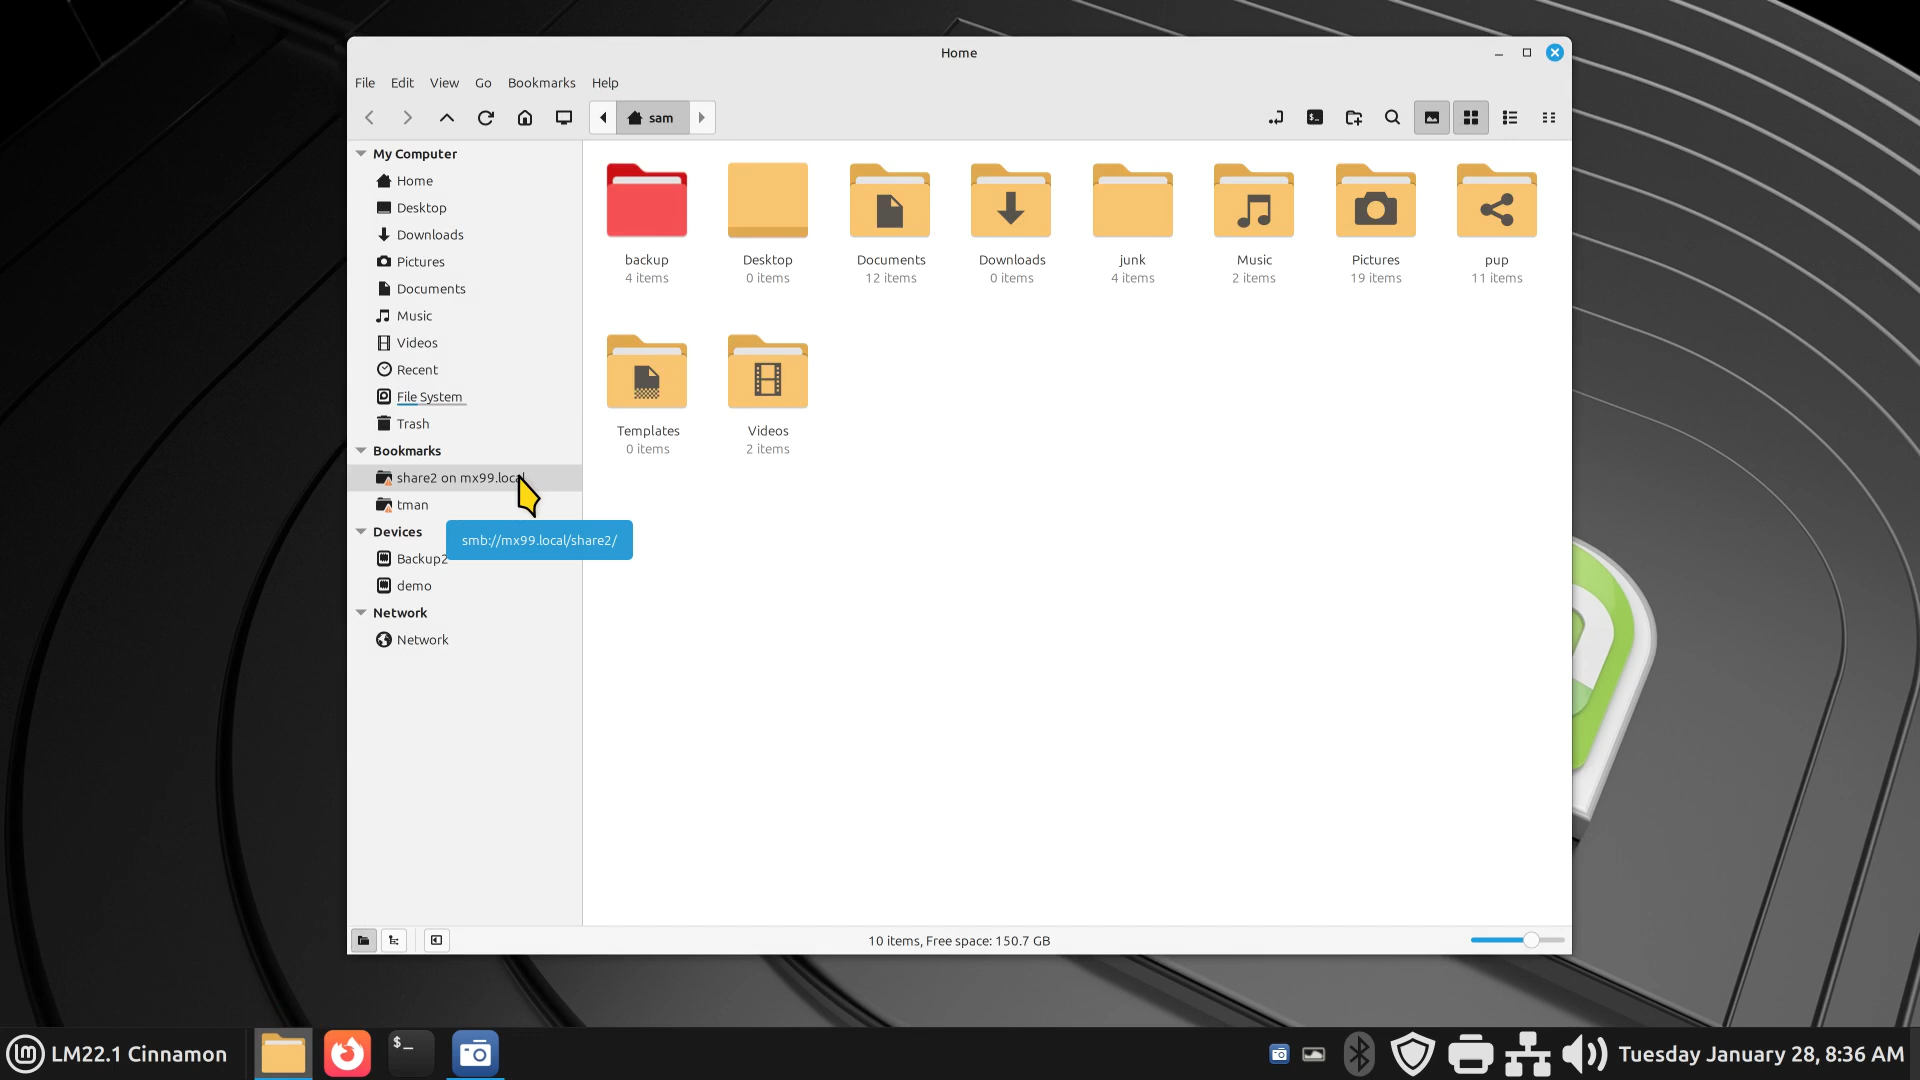 Home
File Edit View Go Bookmarks Help
sam
My Computer
Home
Desktop
Downloads
Pictures
Documents
Music
Videos
Recent
File System
Trash
Bookmarks
share2 on mx99.local
tman
Devices
Backup2
demo
Network
Network
backup Desktop Documents Downloads junk Music Pictures pup
4 items 0 items 12 items 0 items 4 items 2 items 19 items 11 items
Templates Videos
0 items 2 items
smb://mx99.local/share2/
10 items, Free space: 150.7 GB
LM22.1 Cinnamon
$_
Tuesday January 28, 8:36 AM